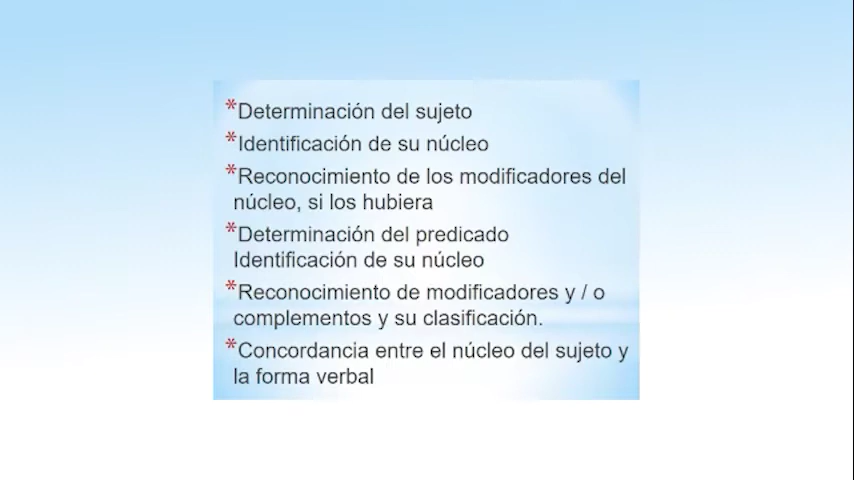 *Determinación del sujeto
*Identificación de su núcleo
*Reconocimiento de los modificadores del
núcleo, si los hubiera
*Determinación del predicado
Identificación de su núcleo
*Reconocimiento de modificadores y / o
complementos y su clasificación.
*Concordancia entre el núcleo del sujeto y
la forma verbal